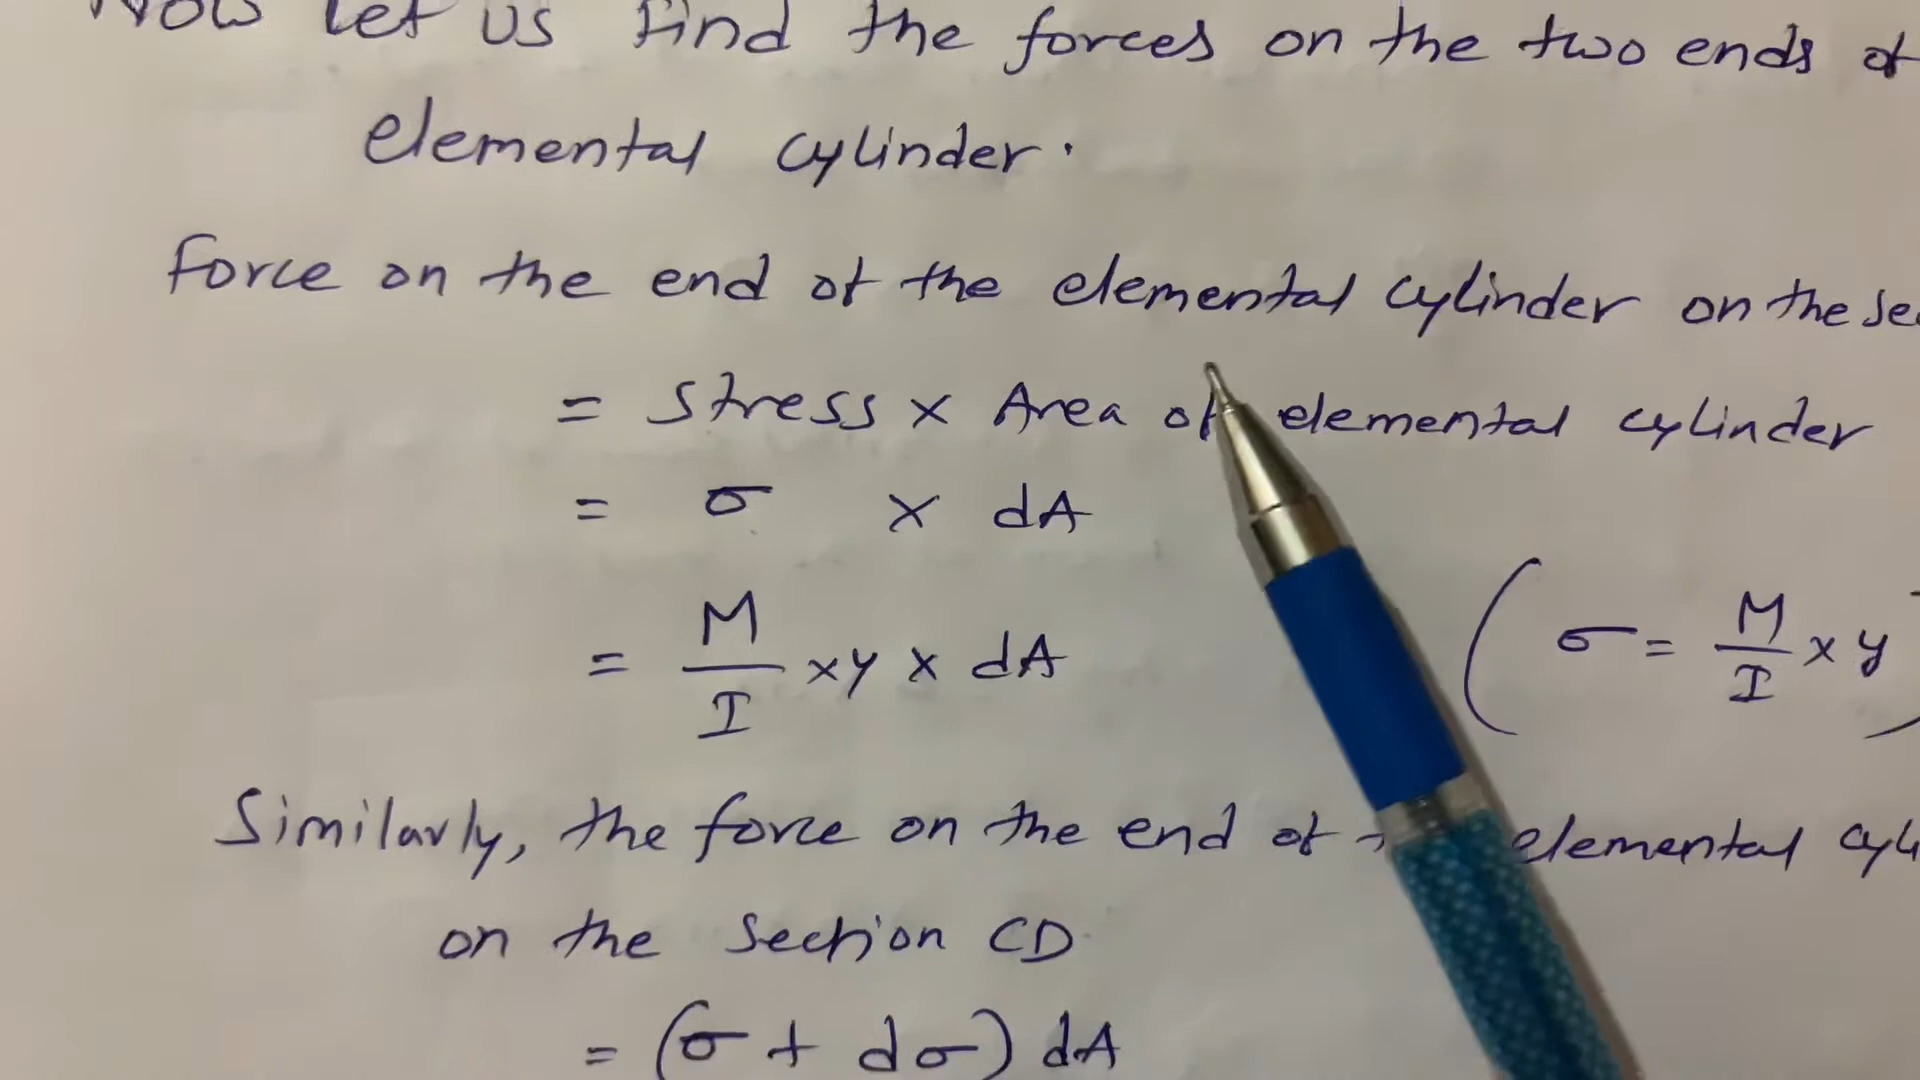 Now let us find the forces on the two ends of
elemental cylinder.
Force on the end of the elemental cylinder on the
= Stress x Area of elemental cylinder
= σ x dA
= M/I x y x dA (σ = M/I x y)
Similarly, the force on the end of elemental
on the section CD
= (σ + dσ) dA